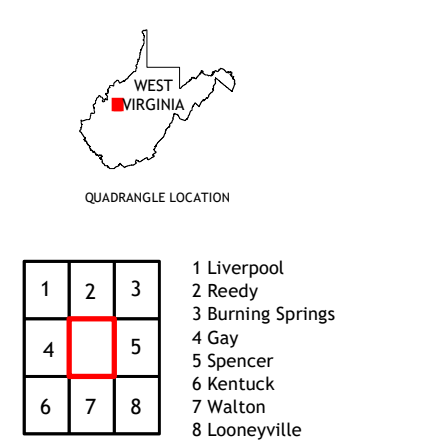 WEST
VIRGINIA
QUADRANGLE LOCATION
1 2 3
4 5
6 7 8
1 Liverpool
2 Reedy
3 Burning Springs
4 Gay
5 Spencer
6 Kentuck
7 Walton
8 Looneyville